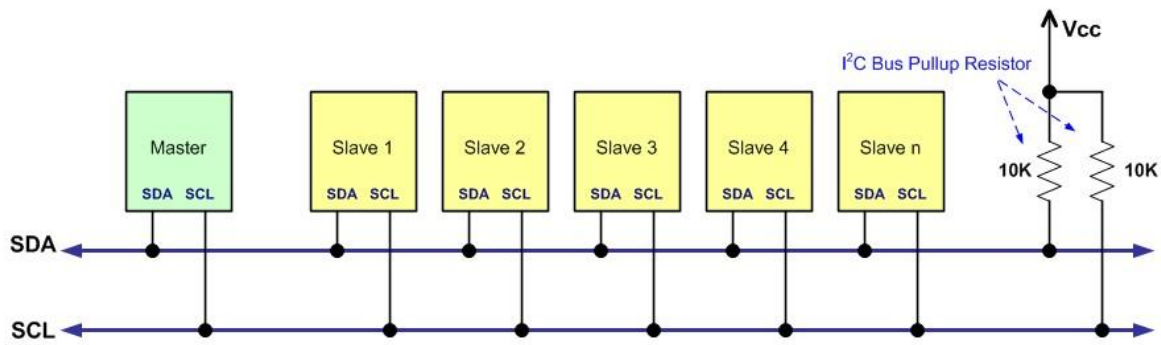 Vcc
I²C Bus Pullup Resistor
Master
SDA SCL
Slave 1
SDA SCL
Slave 2
SDA SCL
Slave 3
SDA SCL
Slave 4
SDA SCL
Slave n
SDA SCL
10K
10K
SDA
SCL